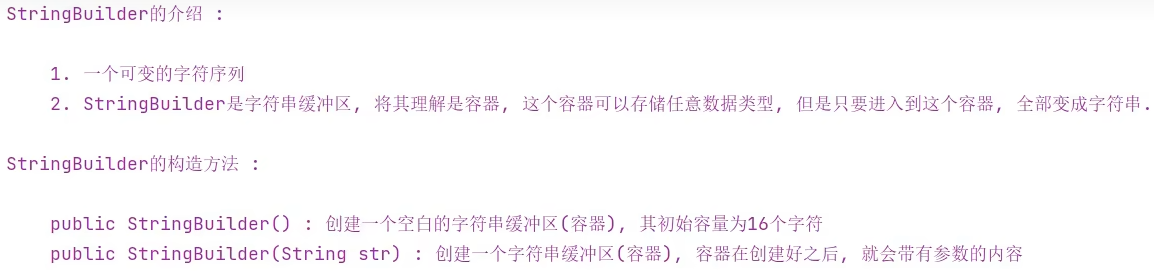 StringBuilder的介绍 :
1. 一个可变的字符序列
2. StringBuilder是字符串缓冲区, 将其理解是容器, 这个容器可以存储任意数据类型, 但是只要进入到这个容器, 全部变成字符串.
StringBuilder的构造方法 :
public StringBuilder() : 创建一个空白的字符串缓冲区(容器), 其初始容量为16个字符
public StringBuilder(String str) : 创建一个字符串缓冲区(容器), 容器在创建好之后, 就会带有参数的内容